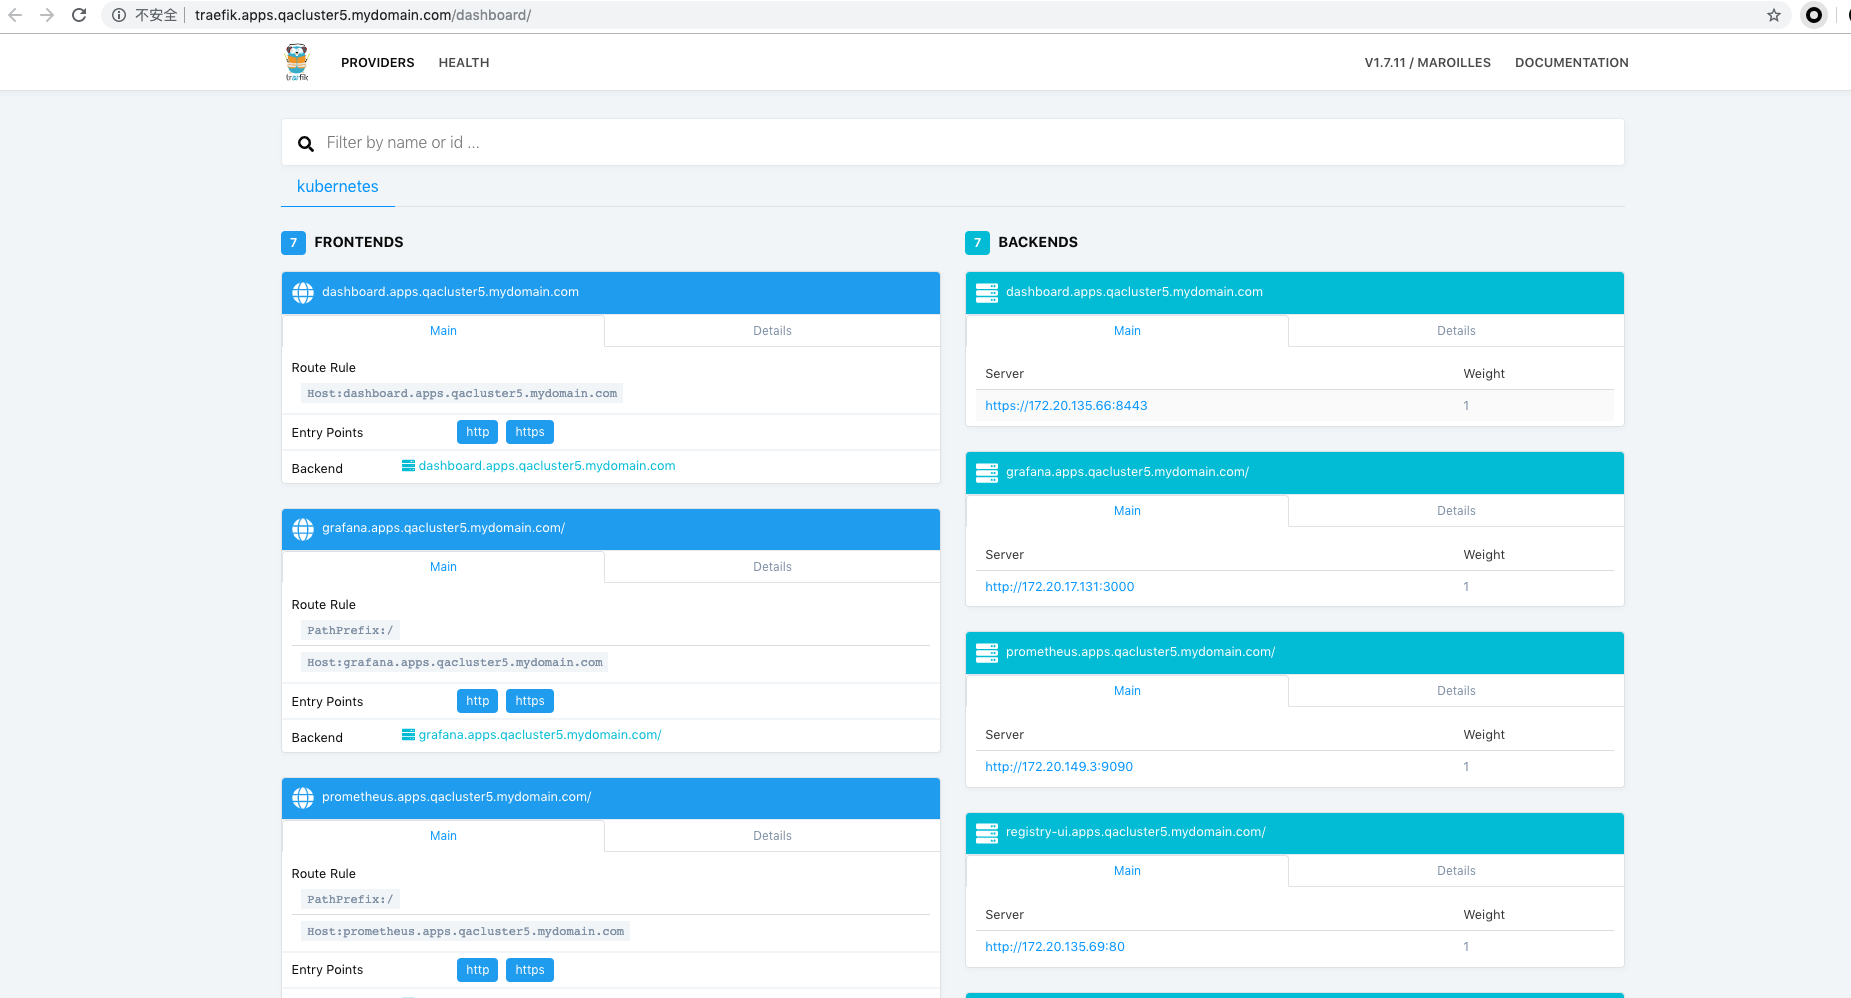 不安全 traefik.apps.qacluster5.mydomain.com/dashboard/
træfik PROVIDERS HEALTH V1.7.11 / MAROILLES DOCUMENTATION
Filter by name or id ...
kubernetes
7 FRONTENDS
dashboard.apps.qacluster5.mydomain.com
Main Details
Route Rule
Host:dashboard.apps.qacluster5.mydomain.com
Entry Points http https
Backend dashboard.apps.qacluster5.mydomain.com
grafana.apps.qacluster5.mydomain.com/
Main Details
Route Rule
PathPrefix:/
Host:grafana.apps.qacluster5.mydomain.com
Entry Points http https
Backend grafana.apps.qacluster5.mydomain.com/
prometheus.apps.qacluster5.mydomain.com/
Main Details
Route Rule
PathPrefix:/
Host:prometheus.apps.qacluster5.mydomain.com
Entry Points http https
7 BACKENDS
dashboard.apps.qacluster5.mydomain.com
Main Details
Server Weight
https://172.20.135.66:8443 1
grafana.apps.qacluster5.mydomain.com/
Main Details
Server Weight
http://172.20.17.131:3000 1
prometheus.apps.qacluster5.mydomain.com/
Main Details
Server Weight
http://172.20.149.3:9090 1
registry-ui.apps.qacluster5.mydomain.com/
Main Details
Server Weight
http://172.20.135.69:80 1